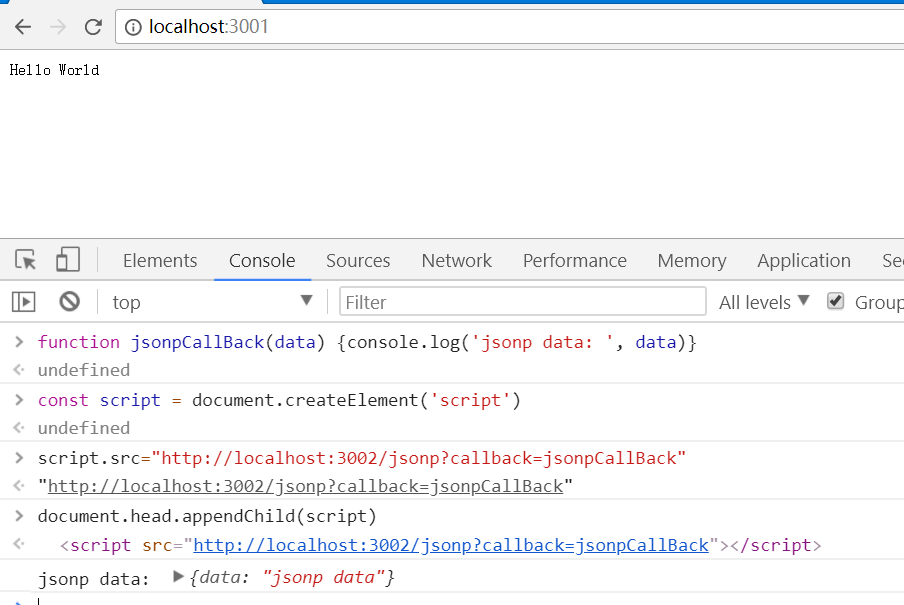 localhost:3001
Hello World
Elements Console Sources Network Performance Memory Application
top Filter All levels Group
function jsonpCallBack(data) {console.log('jsonp data: ', data)}
undefined
const script = document.createElement('script')
undefined
script.src="http://localhost:3002/jsonp?callback=jsonpCallBack"
"http://localhost:3002/jsonp?callback=jsonpCallBack"
document.head.appendChild(script)
<script src="http://localhost:3002/jsonp?callback=jsonpCallBack"></script>
jsonp data: ▶{data: "jsonp data"}